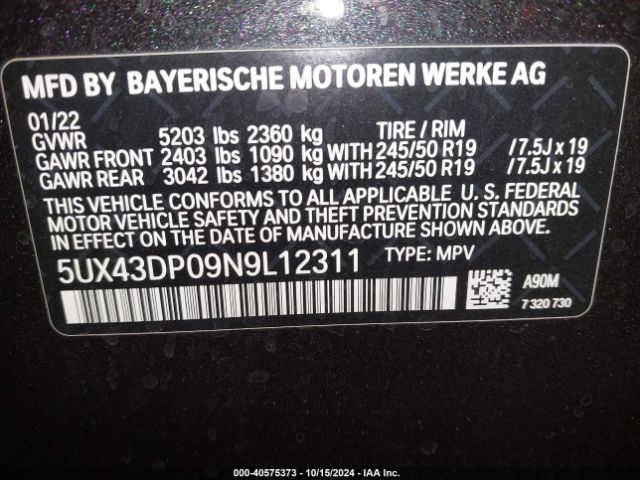 MFD BY BAYERISCHE MOTOREN WERKE AG
01/22
GVWR 5203 lbs 2360 kg TIRE / RIM
GAWR FRONT 2403 lbs 1090 kg WITH 245/50 R19 /7.5J x 19
GAWR REAR 3042 lbs 1380 kg WITH 245/50 R19 /7.5J x 19
THIS VEHICLE CONFORMS TO ALL APPLICABLE U. S. FEDERAL
MOTOR VEHICLE SAFETY AND THEFT PREVENTION STANDARDS
IN EFFECT ON THE DATE OF MANUFACTURE SHOWN ABOVE.
5UX43DP09N9L12311 TYPE: MPV
A90M
7 320 730
000-40575373 - 10/15/2024 - IAA Inc.